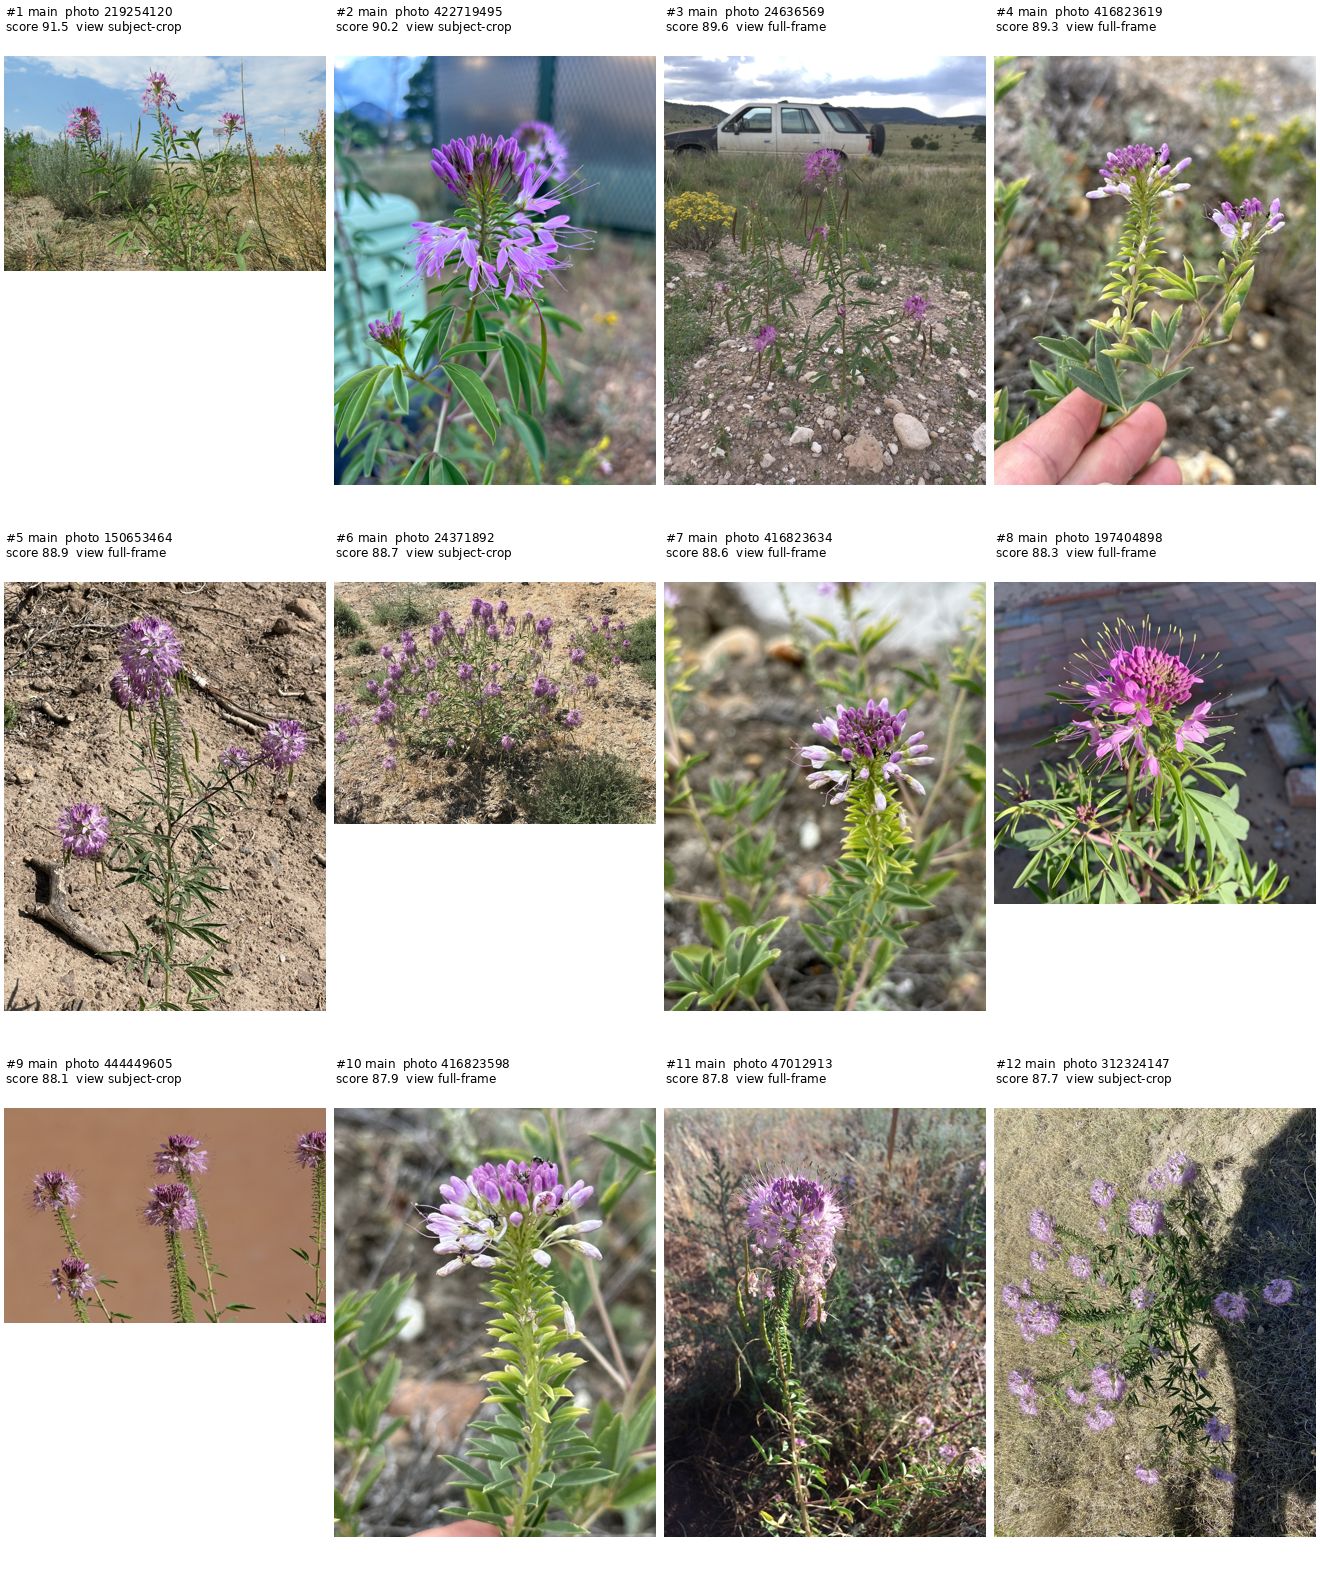 #1 main  photo 219254120
score 91.5  view subject-crop
#2 main  photo 422719495
score 90.2  view subject-crop
#3 main  photo 24636569
score 89.6  view full-frame
#4 main  photo 416823619
score 89.3  view full-frame
#5 main  photo 150653464
score 88.9  view full-frame
#6 main  photo 24371892
score 88.7  view subject-crop
#7 main  photo 416823634
score 88.6  view full-frame
#8 main  photo 197404898
score 88.3  view full-frame
#9 main  photo 444449605
score 88.1  view subject-crop
#10 main  photo 416823598
score 87.9  view full-frame
#11 main  photo 47012913
score 87.8  view full-frame
#12 main  photo 312324147
score 87.7  view subject-crop